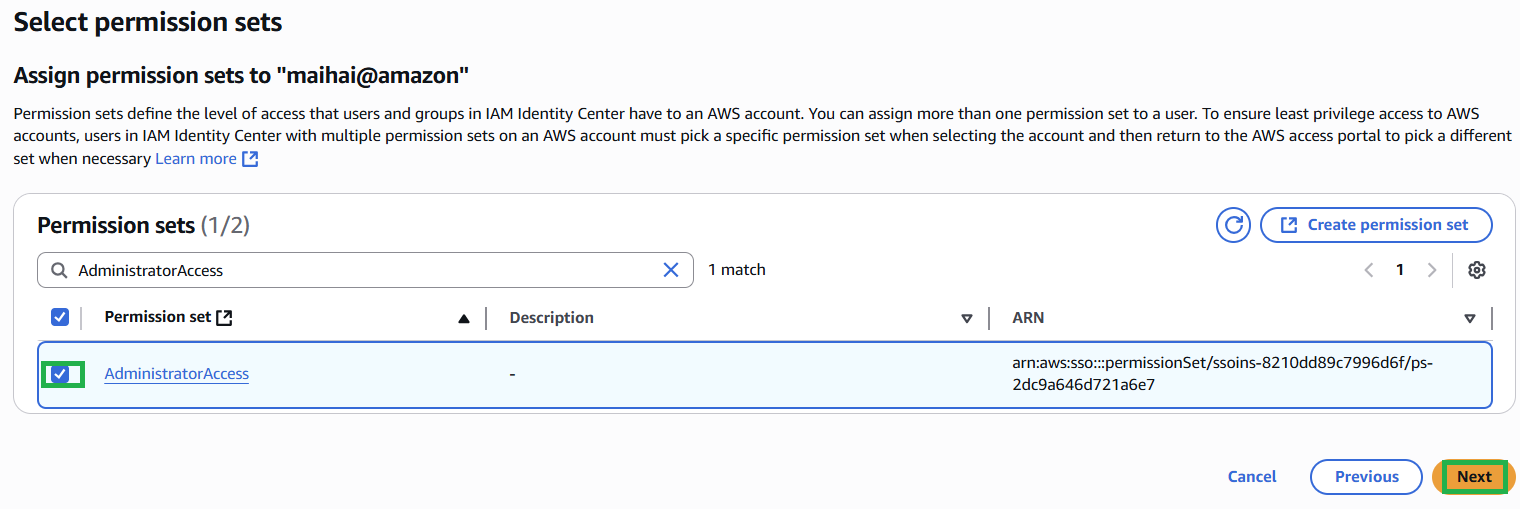 Select permission sets
Assign permission sets to "maihai@amazon"
Permission sets define the level of access that users and groups in IAM Identity Center have to an AWS account. You can assign more than one permission set to a user. To ensure least privilege access to AWS
accounts, users in IAM Identity Center with multiple permission sets on an AWS account must pick a specific permission set when selecting the account and then return to the AWS access portal to pick a different
set when necessary Learn more
Permission sets (1/2)
Create permission set
AdministratorAccess
1 match
1
Permission set
Description
ARN
AdministratorAccess
-
arn:aws:sso:::permissionSet/ssoins-8210dd89c7996d6f/ps-
2dc9a646d721a6e7
Cancel
Previous
Next